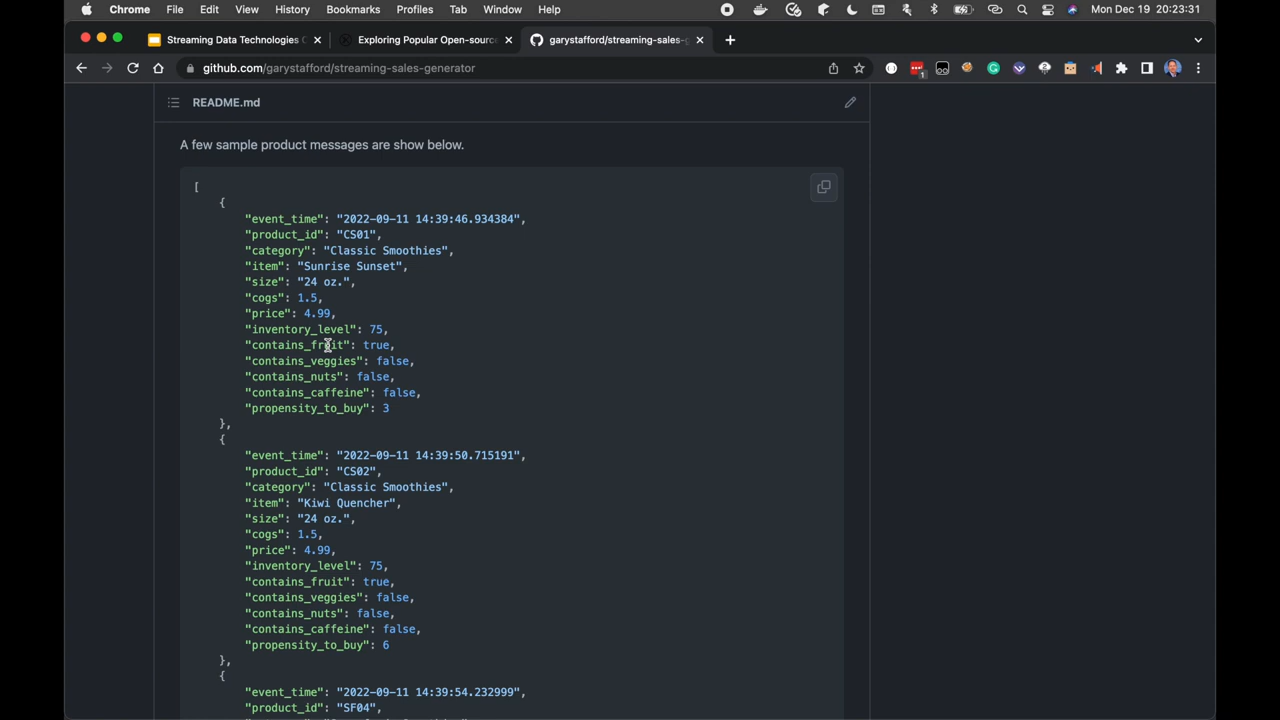 Chrome File Edit View History Bookmarks Profiles Tab Window Help Mon Dec 19 20:23:31
Streaming Data Technologies Exploring Popular Open-sourc garystafford/streaming-sales-g
github.com/garystafford/streaming-sales-generator
1
README.md
A few sample product messages are show below.
[
{
"event_time": "2022-09-11 14:39:46.934384",
"product_id": "CS01",
"category": "Classic Smoothies",
"item": "Sunrise Sunset",
"size": "24 oz.",
"cogs": 1.5,
"price": 4.99,
"inventory_level": 75,
"contains_fruit": true,
"contains_veggies": false,
"contains_nuts": false,
"contains_caffeine": false,
"propensity_to_buy": 3
},
{
"event_time": "2022-09-11 14:39:50.715191",
"product_id": "CS02",
"category": "Classic Smoothies",
"item": "Kiwi Quencher",
"size": "24 oz.",
"cogs": 1.5,
"price": 4.99,
"inventory_level": 75,
"contains_fruit": true,
"contains_veggies": false,
"contains_nuts": false,
"contains_caffeine": false,
"propensity_to_buy": 6
},
{
"event_time": "2022-09-11 14:39:54.232999",
"product_id": "SF04",